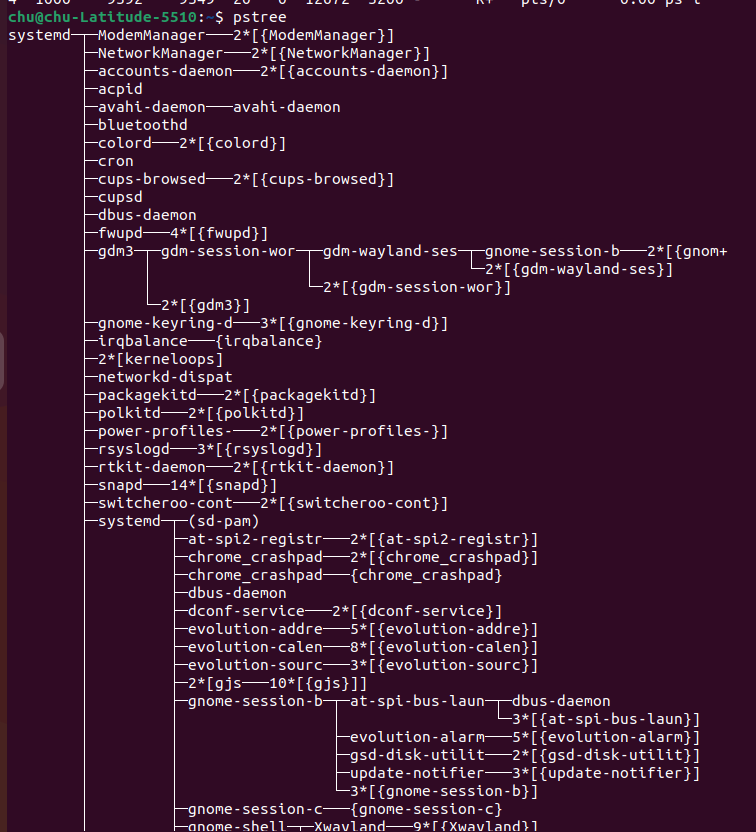 chu@chu-Latitude-5510:~$ pstree
systemd─┬─ModemManager───2*[{ModemManager}]
        ├─NetworkManager───2*[{NetworkManager}]
        ├─accounts-daemon───2*[{accounts-daemon}]
        ├─acpid
        ├─avahi-daemon───avahi-daemon
        ├─bluetoothd
        ├─colord───2*[{colord}]
        ├─cron
        ├─cups-browsed───2*[{cups-browsed}]
        ├─cupsd
        ├─dbus-daemon
        ├─fwupd───4*[{fwupd}]
        ├─gdm3─┬─gdm-session-wor─┬─gdm-wayland-ses─┬─gnome-session-b───2*[{gnom+
        │      │                 │                 └─2*[{gdm-wayland-ses}]
        │      │                 └─2*[{gdm-session-wor}]
        │      └─2*[{gdm3}]
        ├─gnome-keyring-d───3*[{gnome-keyring-d}]
        ├─irqbalance───{irqbalance}
        ├─2*[kerneloops]
        ├─networkd-dispat
        ├─packagekitd───2*[{packagekitd}]
        ├─polkitd───2*[{polkitd}]
        ├─power-profiles-───2*[{power-profiles-}]
        ├─rsyslogd───3*[{rsyslogd}]
        ├─rtkit-daemon───2*[{rtkit-daemon}]
        ├─snapd───14*[{snapd}]
        ├─switcheroo-cont───2*[{switcheroo-cont}]
        ├─systemd─┬─(sd-pam)
        │         ├─at-spi2-registr───2*[{at-spi2-registr}]
        │         ├─chrome_crashpad───2*[{chrome_crashpad}]
        │         ├─chrome_crashpad───{chrome_crashpad}
        │         ├─dbus-daemon
        │         ├─dconf-service───2*[{dconf-service}]
        │         ├─evolution-addre───5*[{evolution-addre}]
        │         ├─evolution-calen───8*[{evolution-calen}]
        │         ├─evolution-sourc───3*[{evolution-sourc}]
        │         ├─2*[gjs───10*[{gjs}]]
        │         ├─gnome-session-b─┬─at-spi-bus-laun─┬─dbus-daemon
        │         │                 │                 └─3*[{at-spi-bus-laun}]
        │         │                 ├─evolution-alarm───5*[{evolution-alarm}]
        │         │                 ├─gsd-disk-utilit───2*[{gsd-disk-utilit}]
        │         │                 ├─update-notifier───3*[{update-notifier}]
        │         │                 └─3*[{gnome-session-b}]
        │         ├─gnome-session-c───{gnome-session-c}
        │         ├─gnome-shell─┬─Xwayland───9*[{Xwayland}]